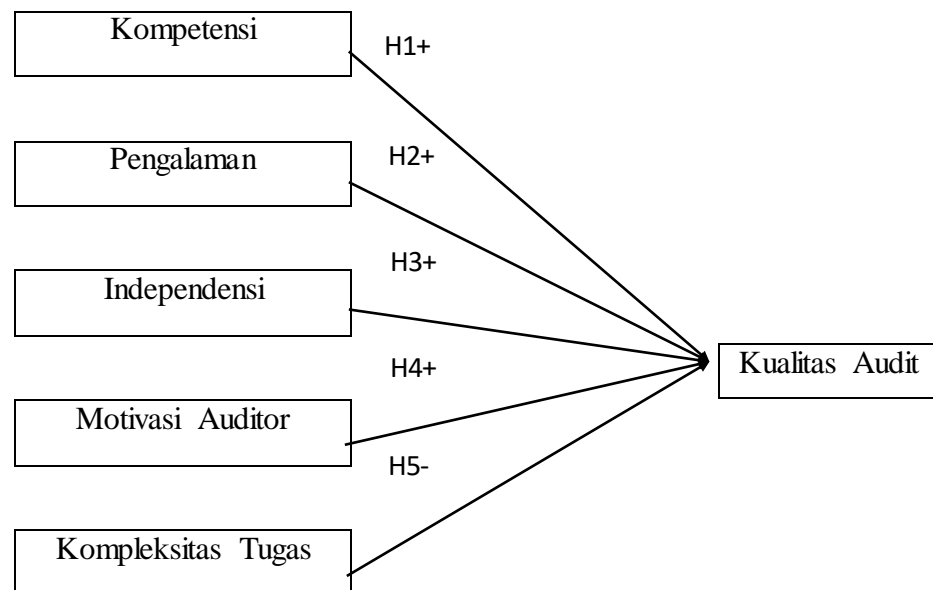 Kompetensi
H1+
Pengalaman
H2+
Independensi
H3+
Kualitas Audit
H4+
Motivasi Auditor
H5-
Kompleksitas Tugas